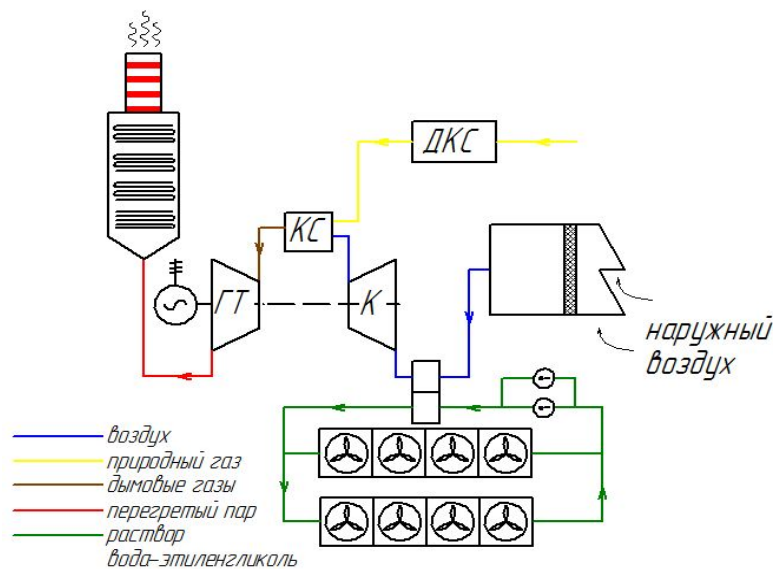 ДКС
КС
ГТ
К
наружный
воздух
воздух
природный газ
дымовые газы
перегретый пар
раствор
вода-этиленгликоль